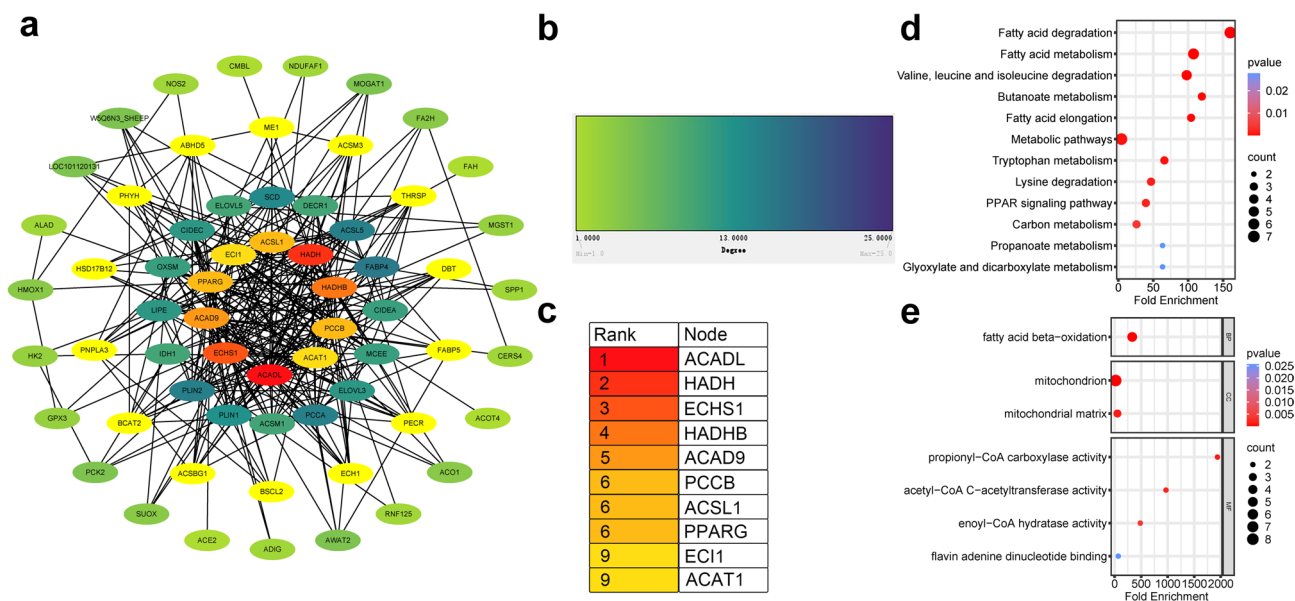 a
CMBL
NDUFAF1
NOS2
MOGAT1
W5Q6N3_SHEEP
ME1
FA2H
ABHD5
ACSM3
LOC101120131
FAH
PHYH
SCD
THRSP
ELOVL5
DECR1
ALAD
CIDEC
ACSL1
ACSL5
MGST1
ECI1
HADH
HSD17B12
OXSM
FABP4
DBT
PPARG
HADHB
HMOX1
SPP1
LIPE
ACAD9
CIDEA
PCCB
HK2
PNPLA3
IDH1
ECHS1
ACAT1
MCEE
FABP5
CERS4
ACADL
PLIN2
ELOVL3
GPX3
BCAT2
PLIN1
PCCA
PECR
ACOT4
ACSM1
PCK2
ACSBG1
ECH1
ACO1
BSCL2
SUOX
RNF125
ACE2
AWAT2
ADIG
b
1.0000
13.0000
25.0000
Min=1.0
Degree
c
Rank Node
1 ACADL
2 HADH
3 ECHS1
4 HADHB
5 ACAD9
6 PCCB
6 ACSL1
6 PPARG
9 ECI1
9 ACAT1
d
Fatty acid degradation
Fatty acid metabolism
Valine, leucine and isoleucine degradation
Butanoate metabolism
Fatty acid elongation
Metabolic pathways
Tryptophan metabolism
Lysine degradation
PPAR signaling pathway
Carbon metabolism
Propanoate metabolism
Glyoxylate and dicarboxylate metabolism
0 50 100 150
Fold Enrichment
pvalue
0.02
0.01
count
2
3
4
5
6
7
e
fatty acid beta−oxidation
BP
mitochondrion
mitochondrial matrix
CC
propionyl−CoA carboxylase activity
acetyl−CoA C−acetyltransferase activity
enoyl−CoA hydratase activity
flavin adenine dinucleotide binding
MF
0 500 1000 1500 2000
Fold Enrichment
pvalue
0.025
0.020
0.015
0.010
0.005
count
2
3
4
5
6
7
8